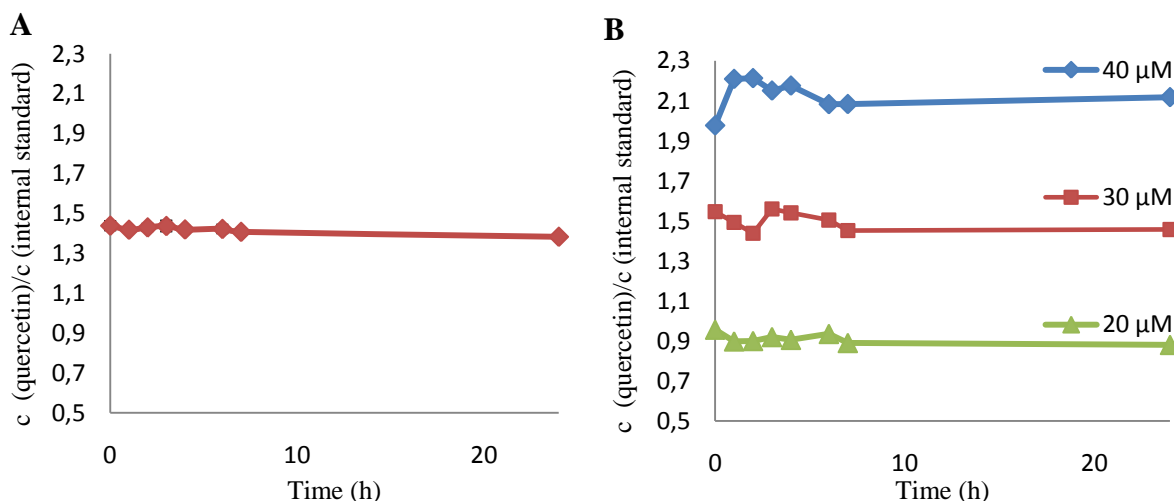 A
c (quercetin)/c (internal standard)
2,3
2,1
1,9
1,7
1,5
1,3
1,1
0,9
0,7
0,5
0
10
20
Time (h)
B
c (quercetin)/c (internal standard)
2,3
2,1
1,9
1,7
1,5
1,3
1,1
0,9
0,7
0,5
0
10
20
Time (h)
40 µM
30 µM
20 µM